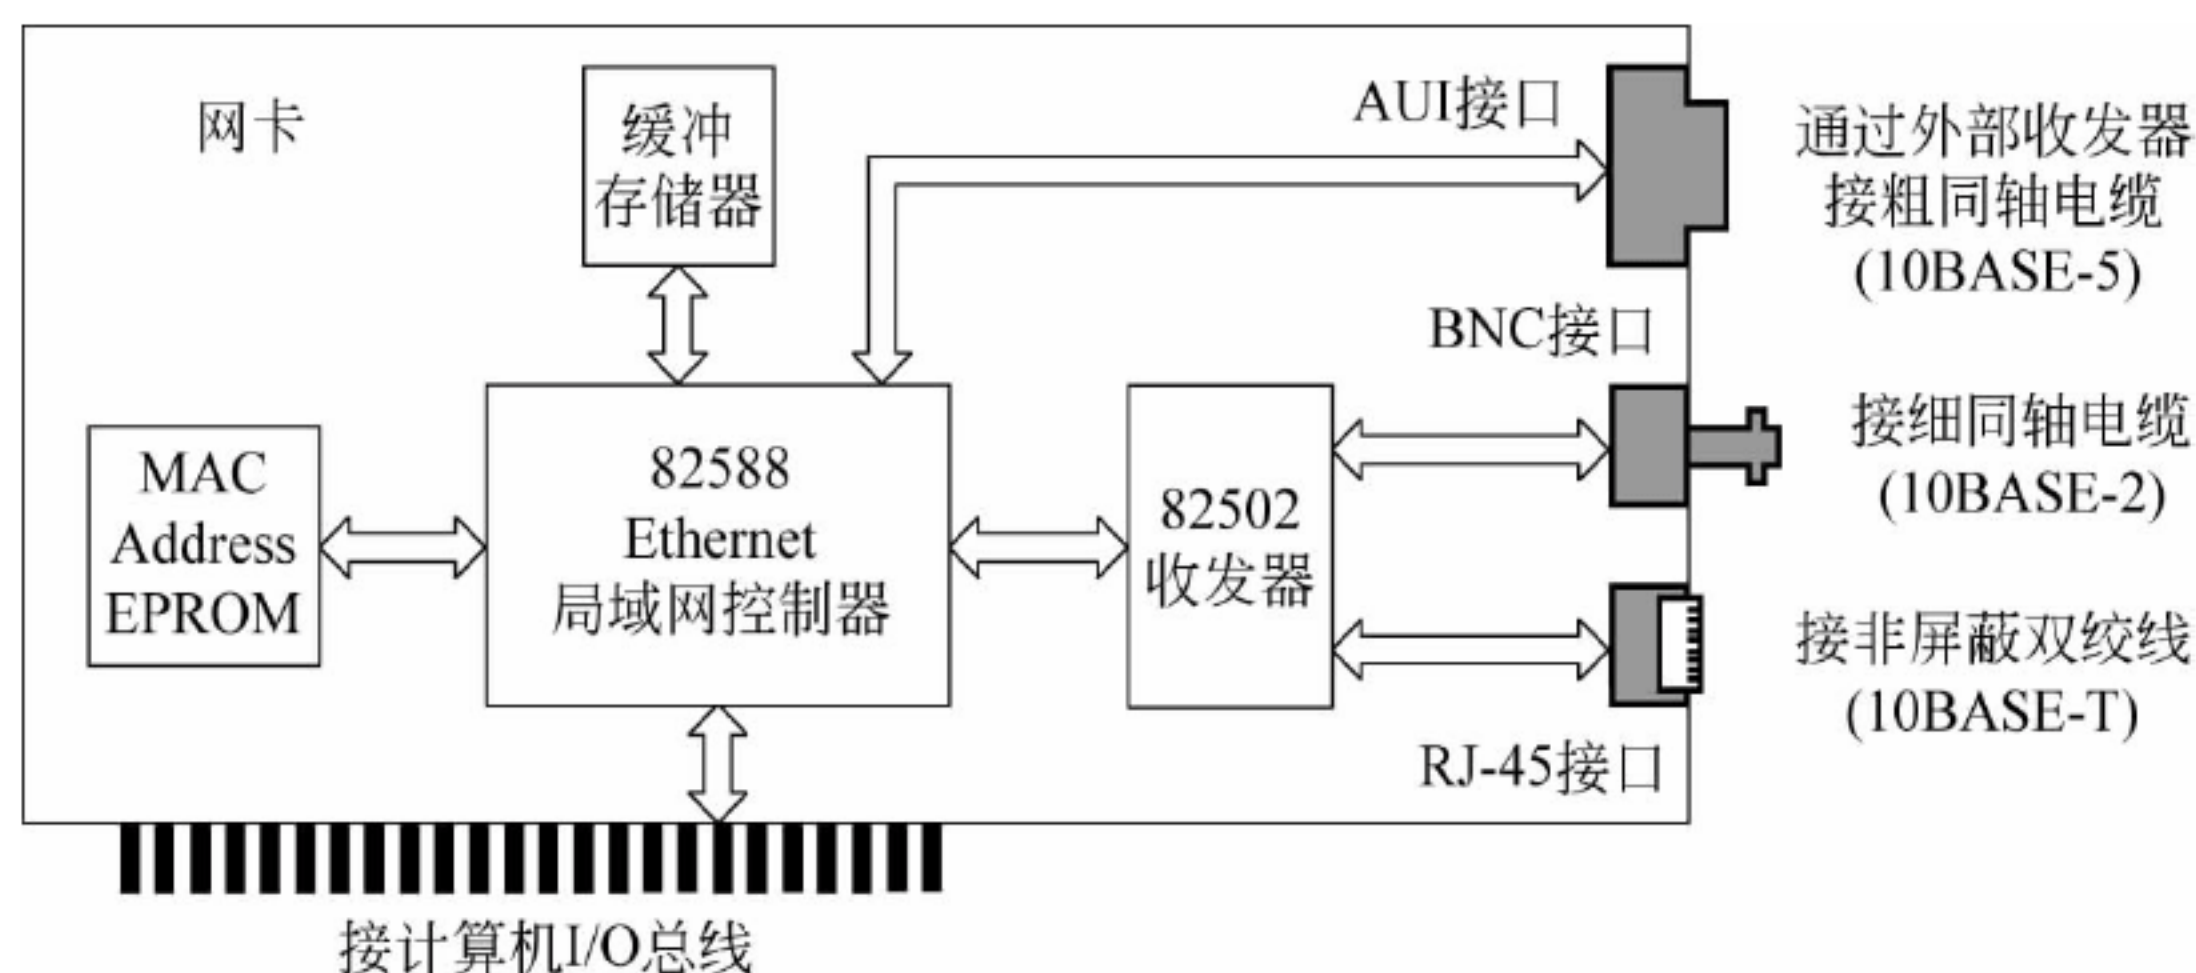 网卡
缓冲
存储器
AUI接口
通过外部收发器
接粗同轴电缆
(10BASE-5)
BNC接口
MAC
Address
EPROM
82588
Ethernet
局域网控制器
82502
收发器
接细同轴电缆
(10BASE-2)
接非屏蔽双绞线
(10BASE-T)
RJ-45接口
接计算机I/O总线